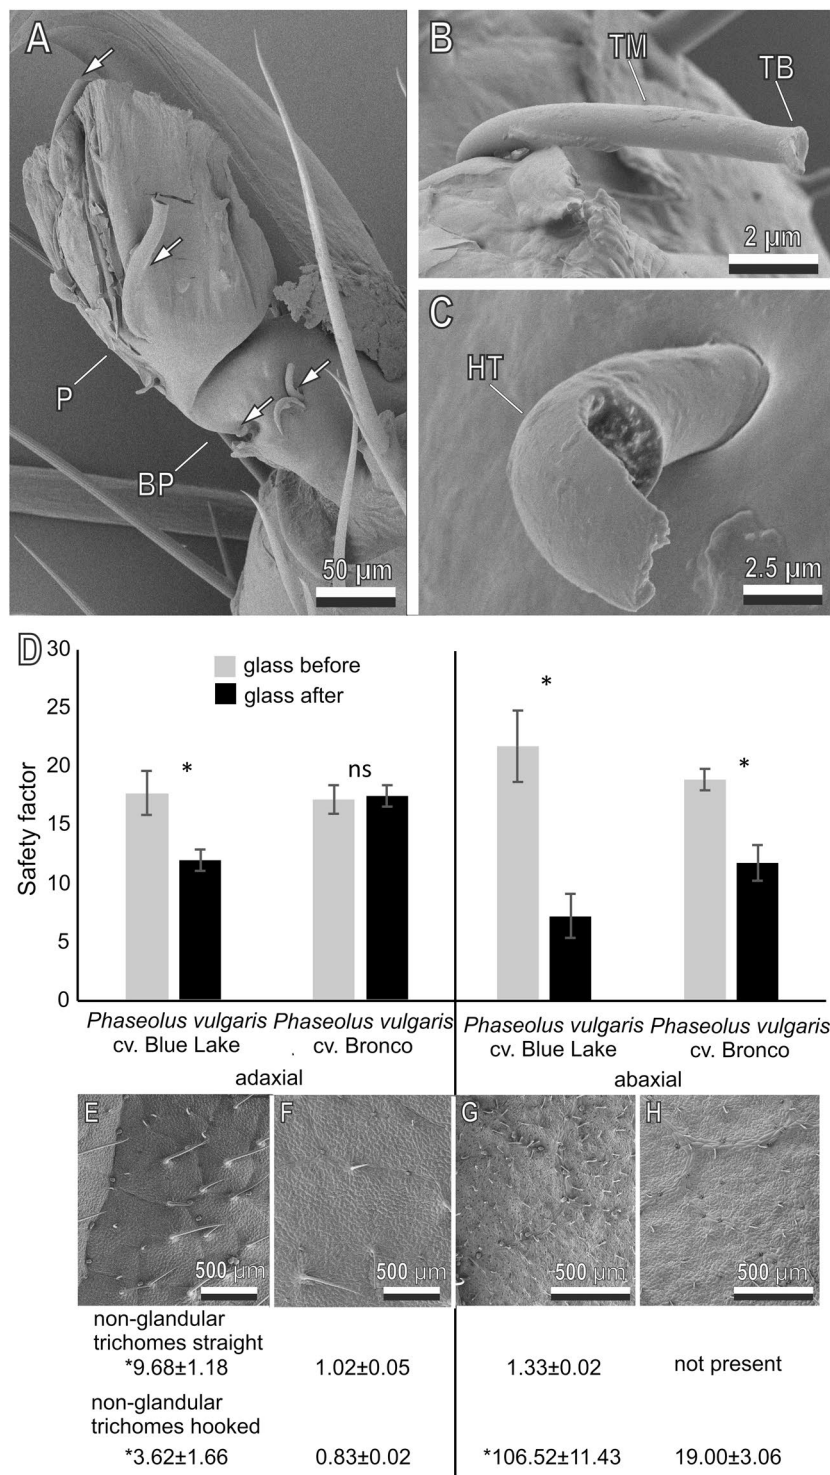 A
P
BP
50 µm
B
TM
TB
2 µm
C
HT
2.5 µm
D
30
25
20
15
10
5
0
Safety factor
glass before
glass after
*
ns
*
*
Phaseolus vulgaris Phaseolus vulgaris Phaseolus vulgaris Phaseolus vulgaris
cv. Blue Lake cv. Bronco cv. Blue Lake cv. Bronco
adaxial abaxial
E F G H
500 µm 500 µm 500 µm 500 µm
non-glandular
trichomes straight
*9.68±1.18 1.02±0.05 1.33±0.02 not present
non-glandular
trichomes hooked
*3.62±1.66 0.83±0.02 *106.52±11.43 19.00±3.06